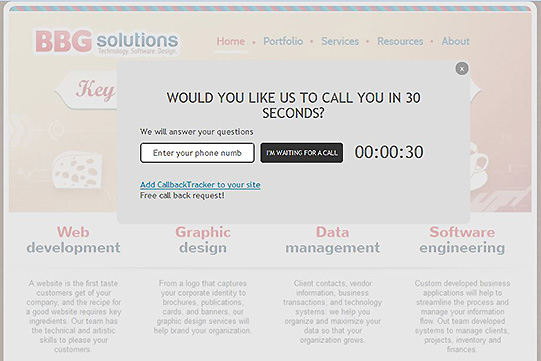 BBG solutions
Technology. Software. Design.
Home • Portfolio • Services • Resources • About
Key
x
WOULD YOU LIKE US TO CALL YOU IN 30
SECONDS?
We will answer your questions
Enter your phone numb
I'M WAITING FOR A CALL
00:00:30
Add CallbackTracker to your site
Free call back request!
Web
development
A website is the first taste
customers get of your
company, and the recipe for
a good website requires key
ingredients. Our team has
the technical and artistic
skills to please your
customers.
Graphic
design
From a logo that captures
your corporate identity to
brochures, publications,
cards, and banners, our
graphic design services will
help brand your organization.
Data
management
Client contacts, vendor
information, business
transactions, and technology
systems: we help you
organize and maximize your
data so that your
organization grows.
Software
engineering
Custom developed business
applications will help to
streamline the process and
manage your information
flow. Our team developed
systems to manage clients,
projects, inventory and
finances.